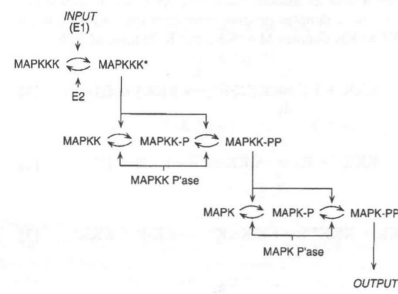 INPUT
(E1)
MAPKKK MAPKKK*
E2
MAPKK MAPKK-P MAPKK-PP
MAPKK P'ase
MAPK MAPK-P MAPK-PP
MAPK P'ase
OUTPUT